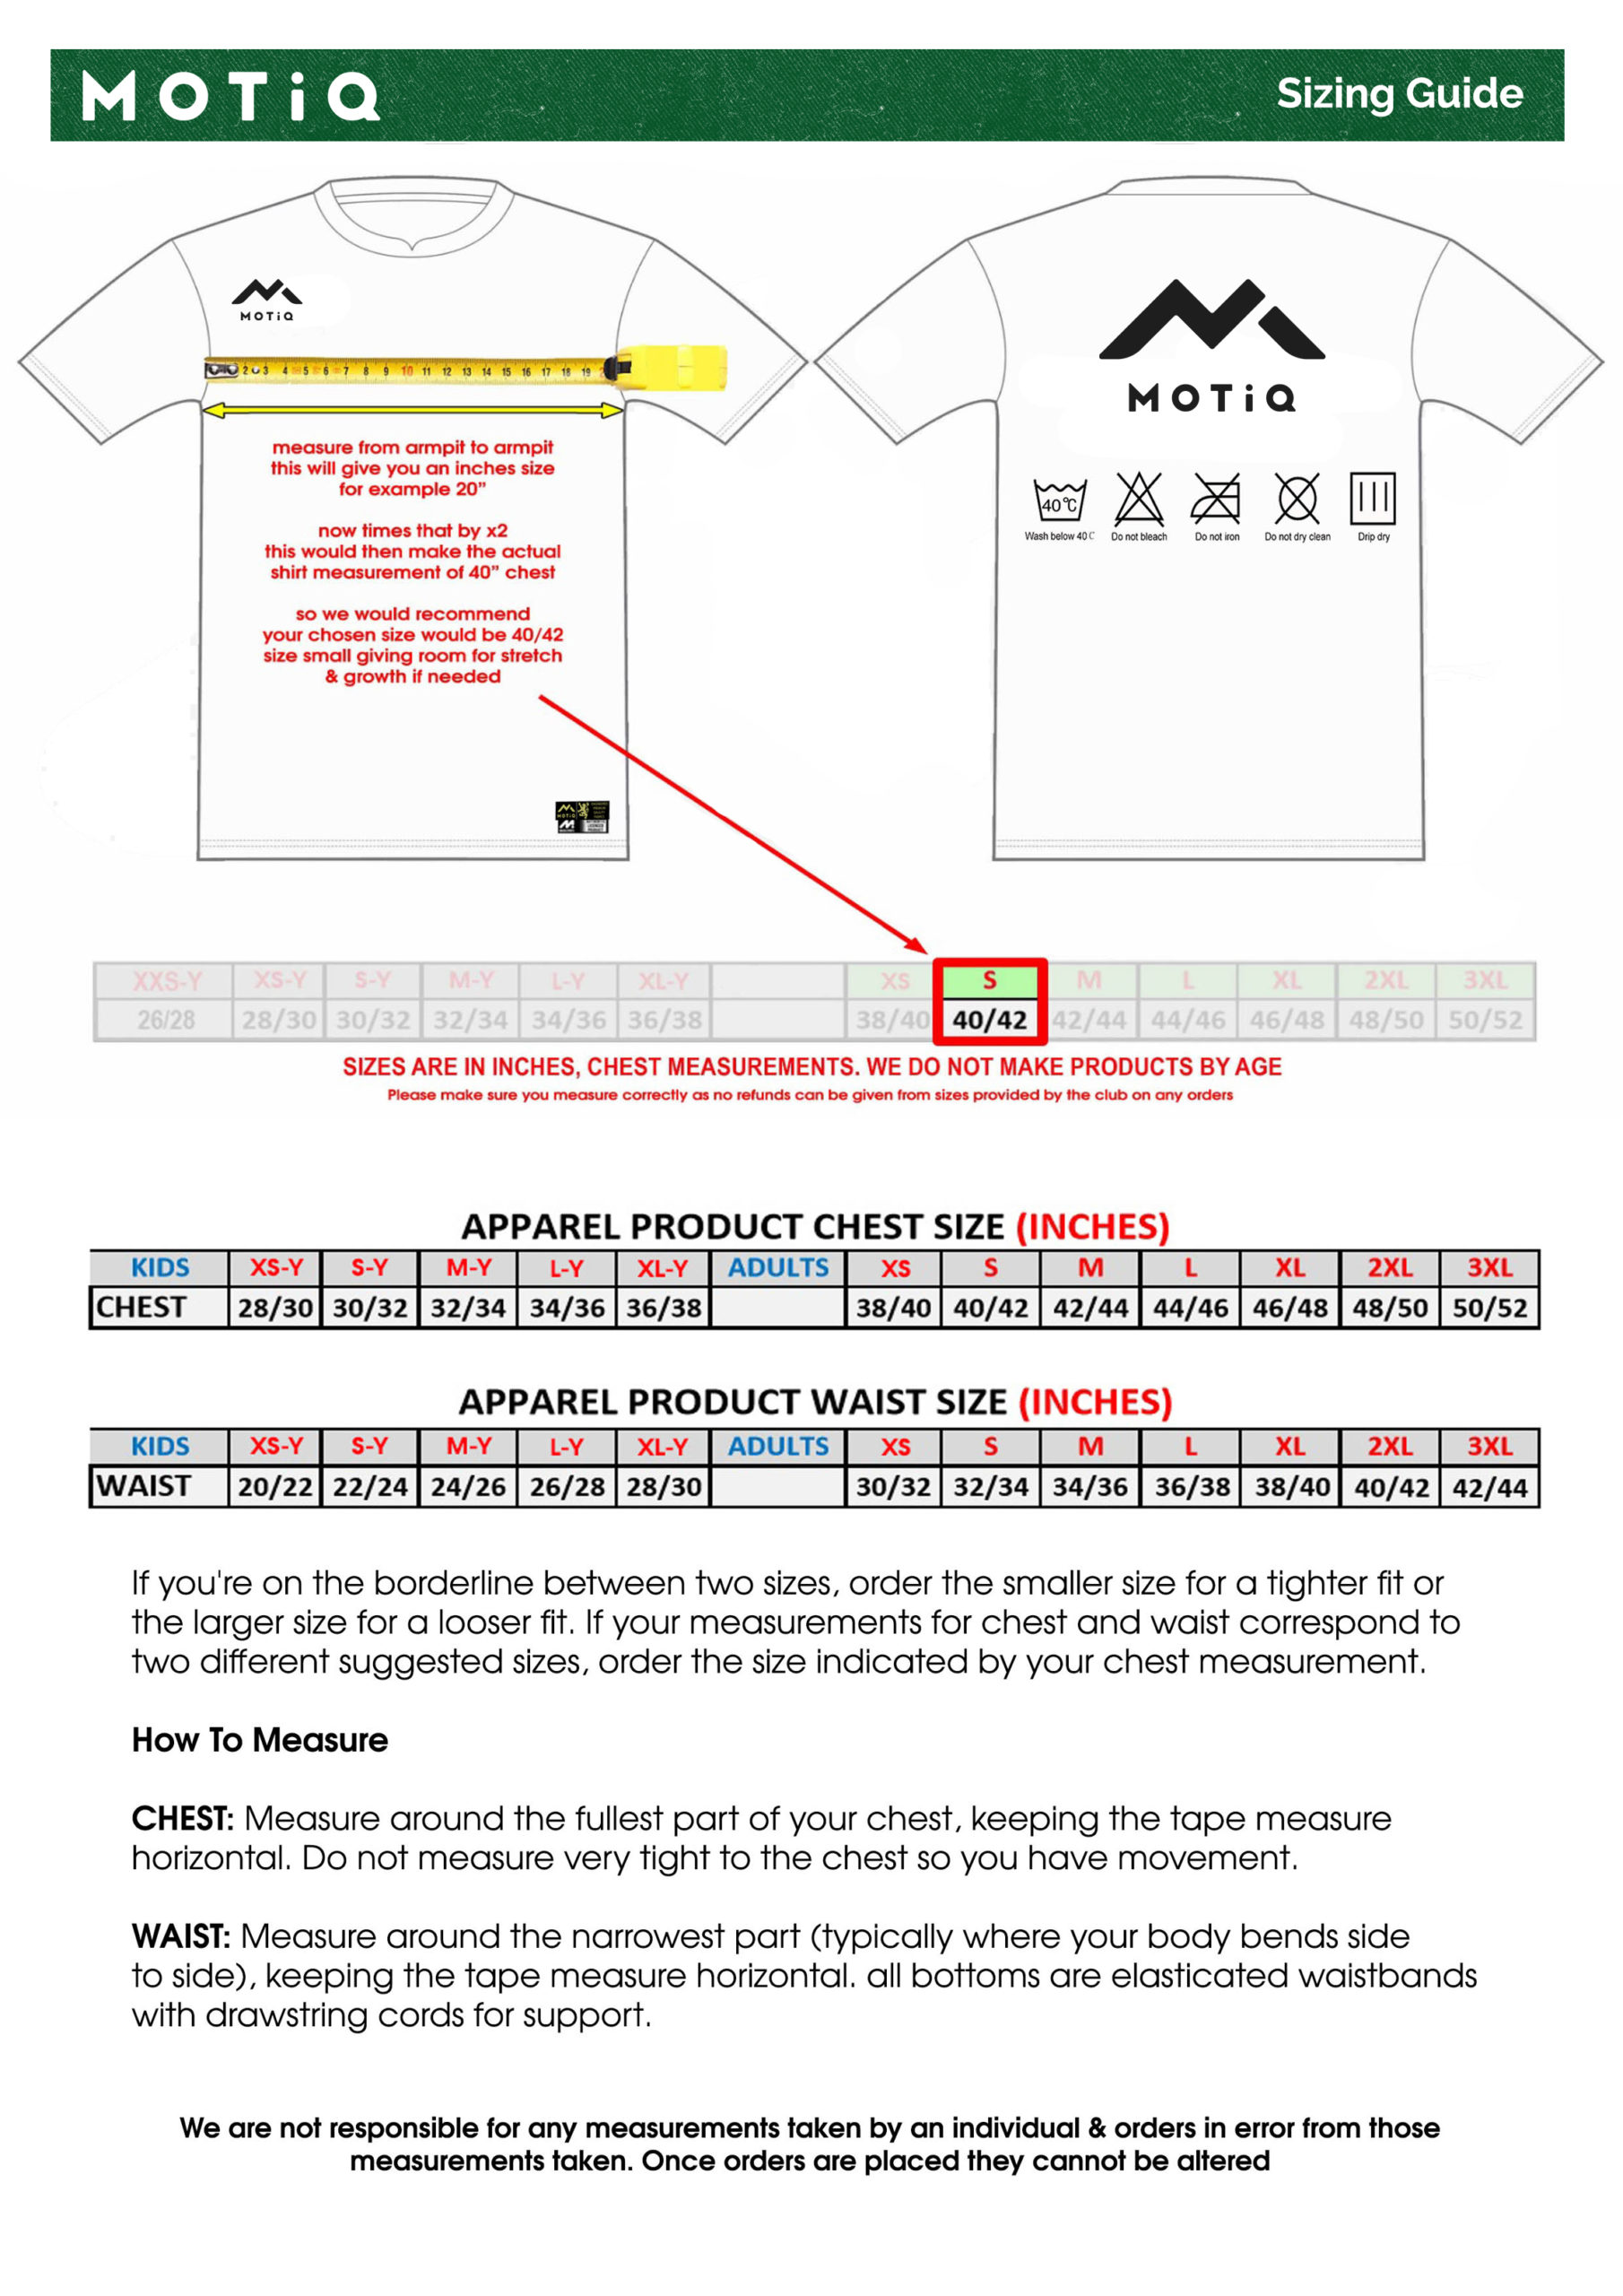 MOTiQ
Sizing Guide
MOTiQ
2 3 4 5 6 7 8 9 10 11 12 13 14 15 16 17 18 19
measure from armpit to armpit
this will give you an inches size
for example 20”
now times that by x2
this would then make the actual
shirt measurement of 40” chest
so we would recommend
your chosen size would be 40/42
size small giving room for stretch
& growth if needed
MOTiQ
MOTiQ
40°C
Wash below 40 C Do not bleach Do not iron Do not dry clean Drip dry
XXS-Y XS-Y S-Y M-Y L-Y XL-Y XS S M L XL 2XL 3XL
26/28 28/30 30/32 32/34 34/36 36/38 38/40 40/42 42/44 44/46 46/48 48/50 50/52
SIZES ARE IN INCHES, CHEST MEASUREMENTS. WE DO NOT MAKE PRODUCTS BY AGE
Please make sure you measure correctly as no refunds can be given from sizes provided by the club on any orders
APPAREL PRODUCT CHEST SIZE (INCHES)
KIDS XS-Y S-Y M-Y L-Y XL-Y ADULTS XS S M L XL 2XL 3XL
CHEST 28/30 30/32 32/34 34/36 36/38 38/40 40/42 42/44 44/46 46/48 48/50 50/52
APPAREL PRODUCT WAIST SIZE (INCHES)
KIDS XS-Y S-Y M-Y L-Y XL-Y ADULTS XS S M L XL 2XL 3XL
WAIST 20/22 22/24 24/26 26/28 28/30 30/32 32/34 34/36 36/38 38/40 40/42 42/44
If you're on the borderline between two sizes, order the smaller size for a tighter fit or
the larger size for a looser fit. If your measurements for chest and waist correspond to
two different suggested sizes, order the size indicated by your chest measurement.
How To Measure
CHEST: Measure around the fullest part of your chest, keeping the tape measure
horizontal. Do not measure very tight to the chest so you have movement.
WAIST: Measure around the narrowest part (typically where your body bends side
to side), keeping the tape measure horizontal. all bottoms are elasticated waistbands
with drawstring cords for support.
We are not responsible for any measurements taken by an individual & orders in error from those
measurements taken. Once orders are placed they cannot be altered